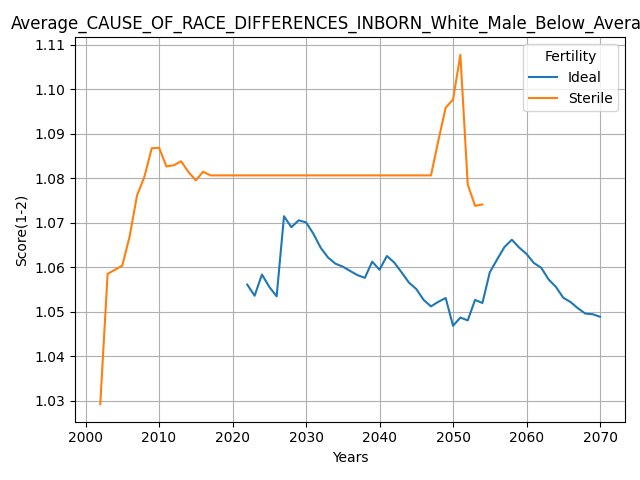 Average_CAUSE_OF_RACE_DIFFERENCES_INBORN_White_Male_Below_Avera
Fertility
Ideal
Sterile
1.11
1.10
1.09
1.08
1.07
1.06
1.05
1.04
1.03
Score(1-2)
2000 2010 2020 2030 2040 2050 2060 2070
Years